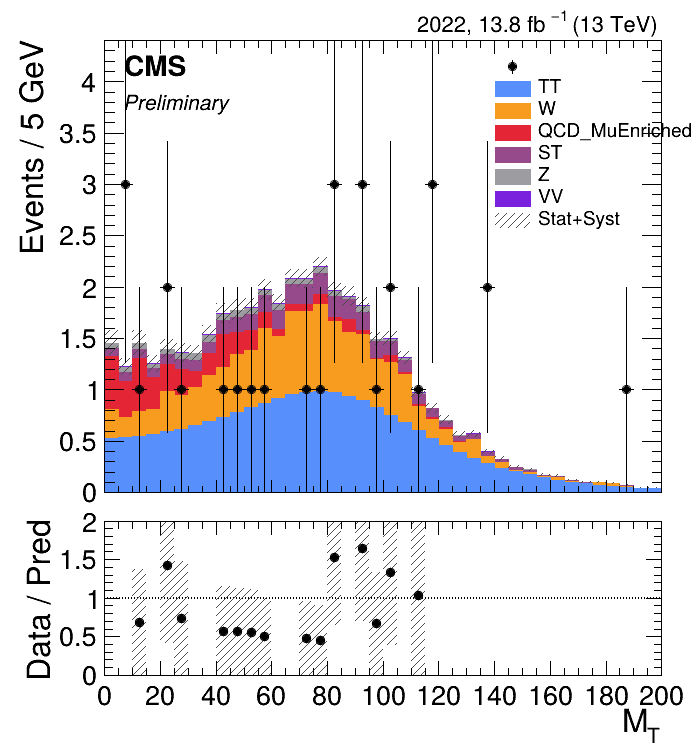 2022, 13.8 fb⁻¹ (13 TeV)
Events / 5 GeV
CMS
Preliminary
TT
W
QCD_MuEnriched
ST
Z
VV
Stat+Syst
4
3.5
3
2.5
2
1.5
1
0.5
0
Data / Pred
2
1.5
1
0.5
0
0 20 40 60 80 100 120 140 160 180 200
M_T